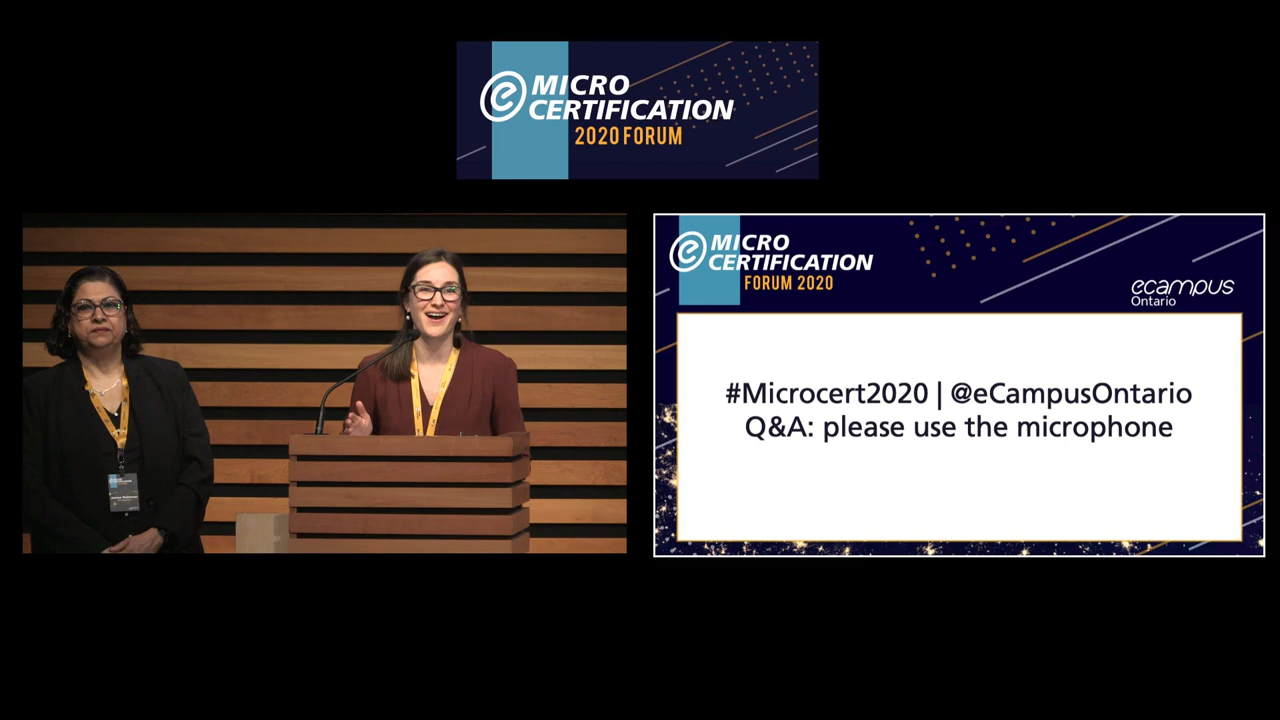 MICRO
CERTIFICATION
2020 FORUM
MICRO
CERTIFICATION
FORUM 2020
ecampus
Ontario
#Microcert2020 | @eCampusOntario
Q&A: please use the microphone